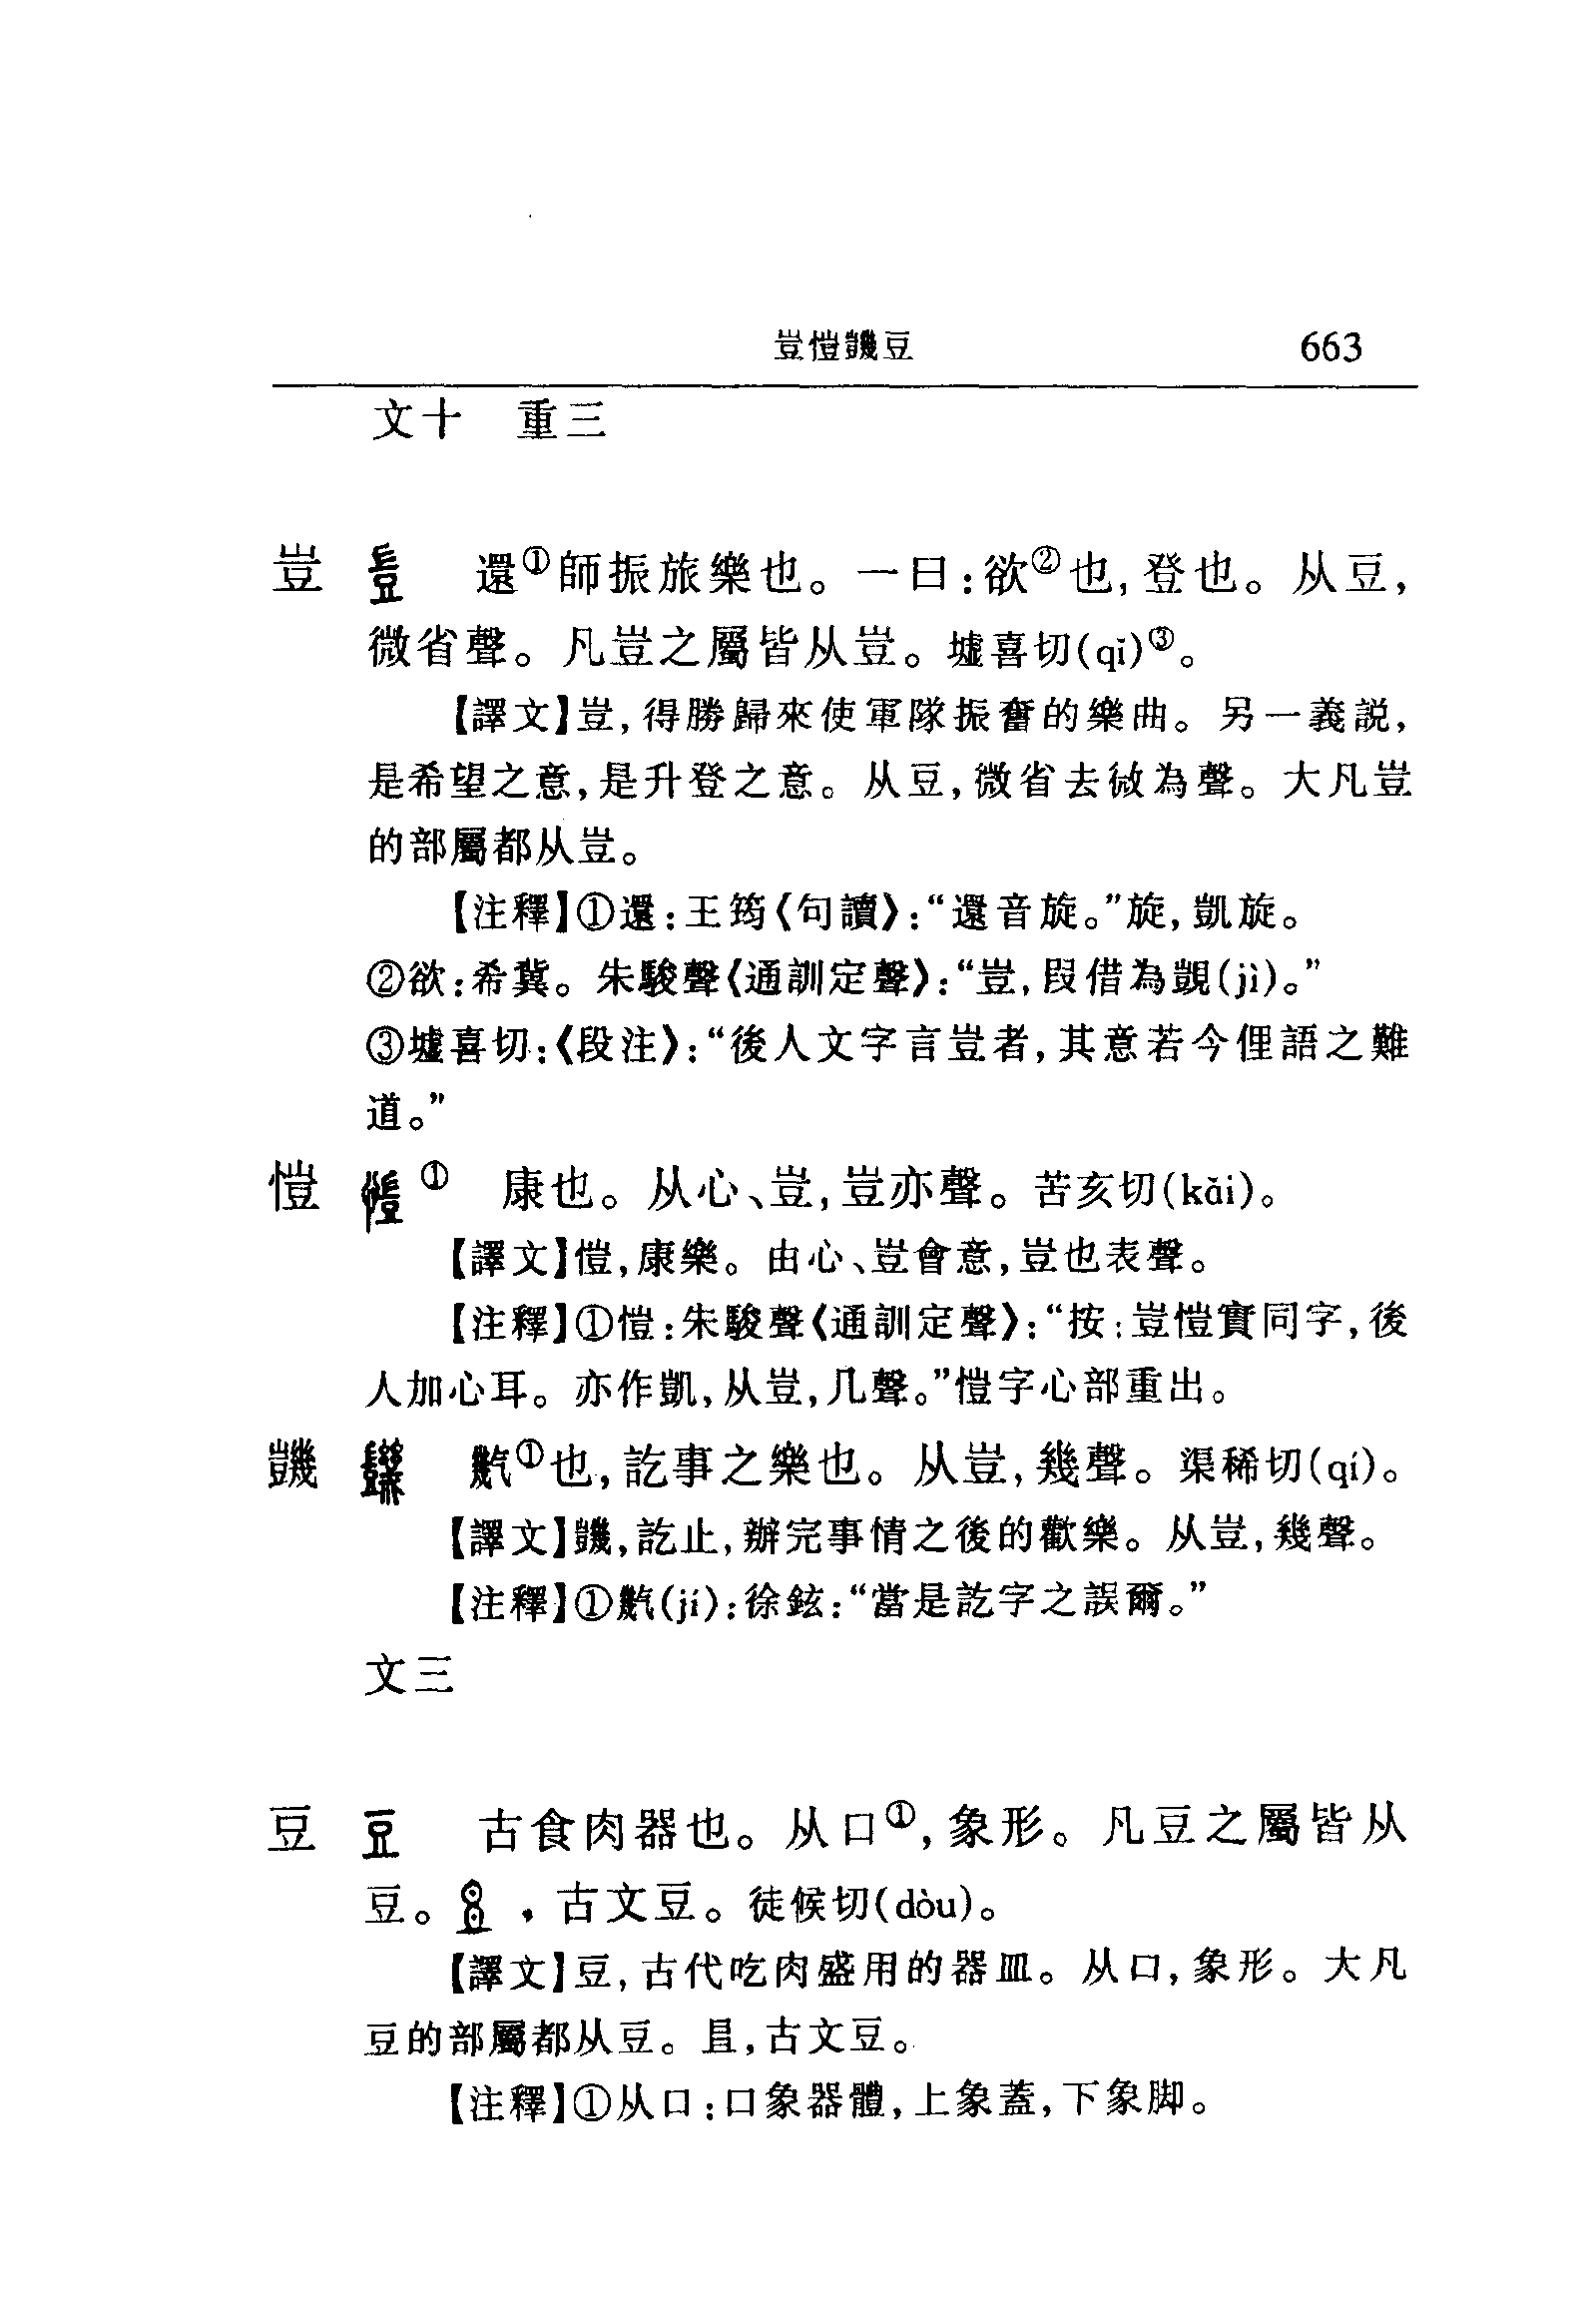 豈愷䡴豆 663
文十 重三
豈 還①師振旅樂也。一曰:欲②也,登也。从豆,
微省聲。凡豈之屬皆从豈。墟喜切(qǐ)③。
【譯文】豈,得勝歸來使軍隊振奮的樂曲。另一義説,
是希望之意,是升登之意。从豆,微省去㣲為聲。大凡豈
的部屬都从豈。
【注釋】①還:王筠《句讀》:“還音旋。”旋,凱旋。
②欲:希冀。朱駿聲《通訓定聲》:“豈,叚借為覬(jì)。”
③墟喜切:《段注》:“後人文字言豈者,其意若今俚語之難
道。”
愷 ① 康也。从心、豈,豈亦聲。苦亥切(kǎi)。
【譯文】愷,康樂。由心、豈會意,豈也表聲。
【注釋】①愷:朱駿聲《通訓定聲》:“按:豈愷實同字,後
人加心耳。亦作凱,从豈,几聲。”愷字心部重出。
①也,訖事之樂也。从豈,幾聲。渠稀切(qí)。
【譯文】,訖止,辦完事情之後的歡樂。从豈,幾聲。
【注釋】①(jí):徐鉉:“當是訖字之誤爾。”
文三
豆 古食肉器也。从口①,象形。凡豆之屬皆从
豆。,古文豆。徒候切(dòu)。
【譯文】豆,古代吃肉盛用的器皿。从口,象形。大凡
豆的部屬都从豆。,古文豆。
【注釋】①从口:口象器體,上象蓋,下象脚。